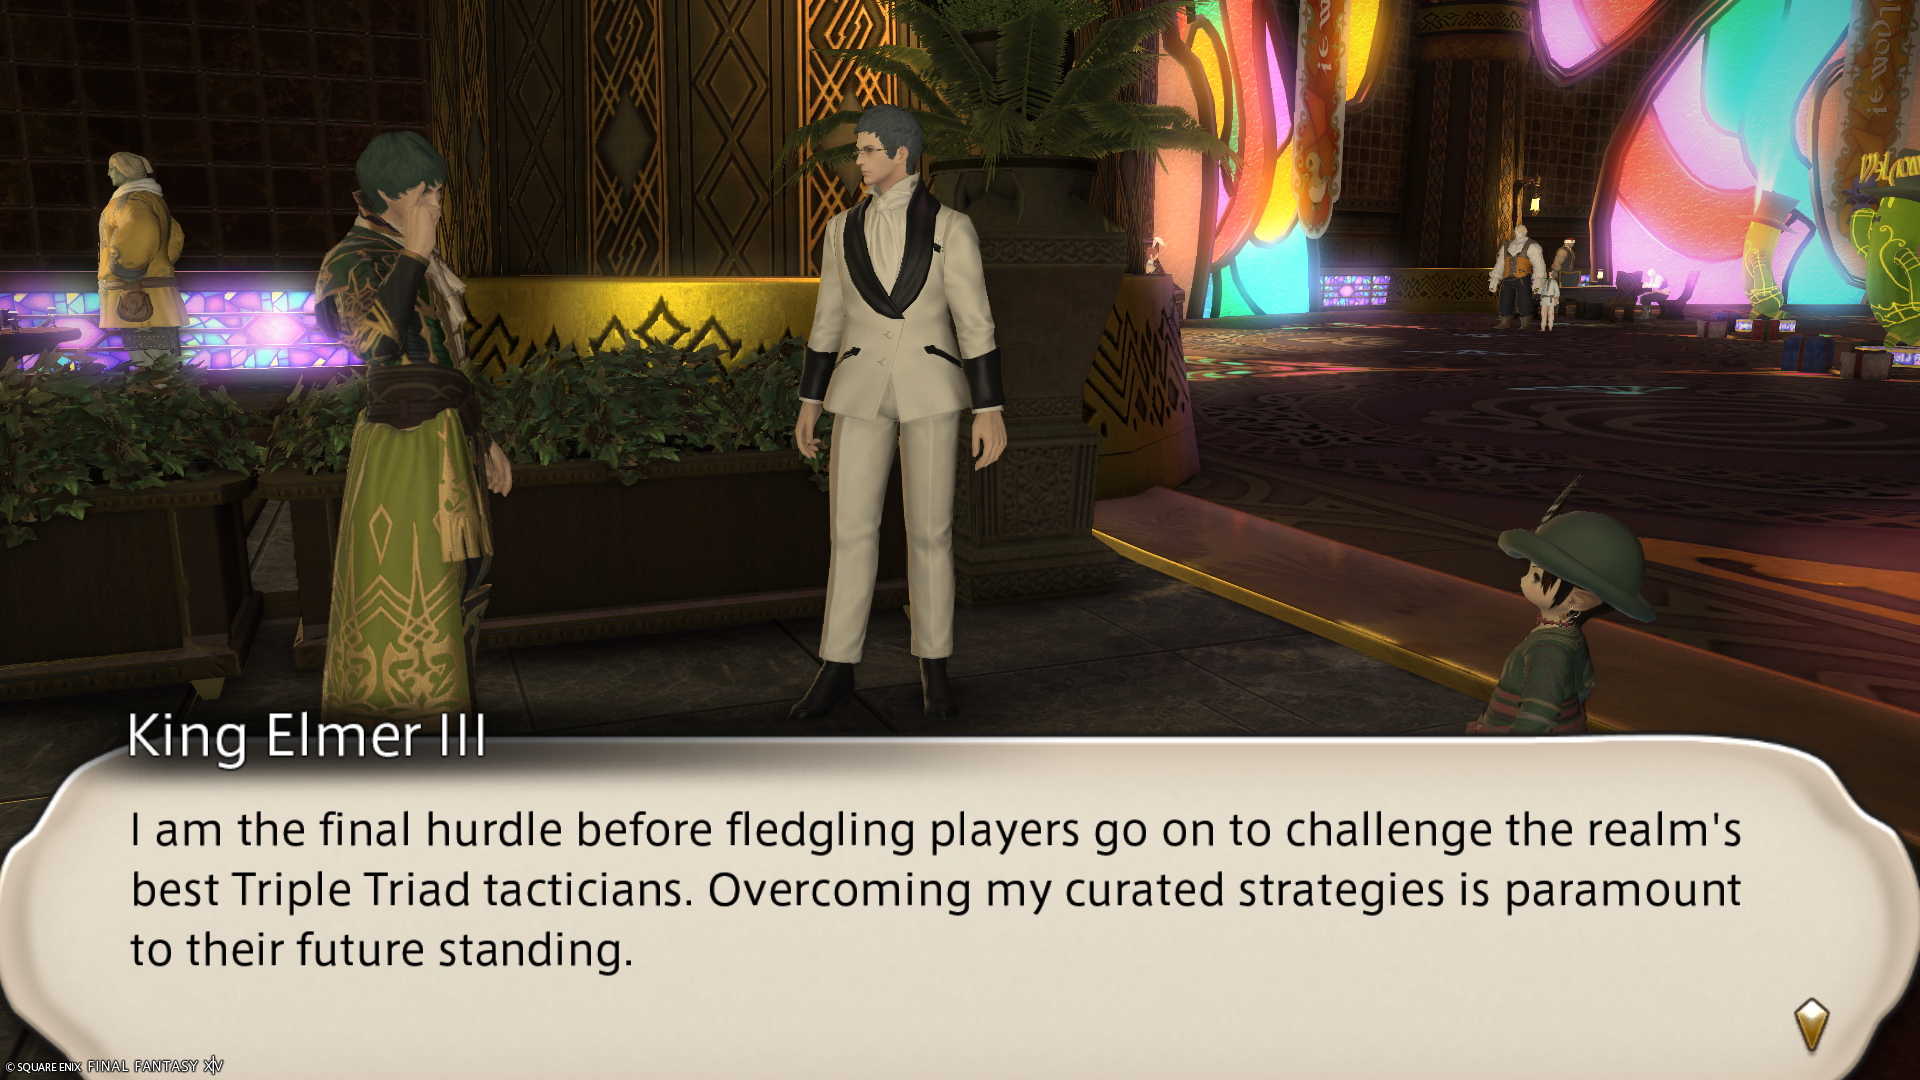 King Elmer III
I am the final hurdle before fledgling players go on to challenge the realm's
best Triple Triad tacticians. Overcoming my curated strategies is paramount
to their future standing.
© SQUARE ENIX FINAL FANTASY XIV